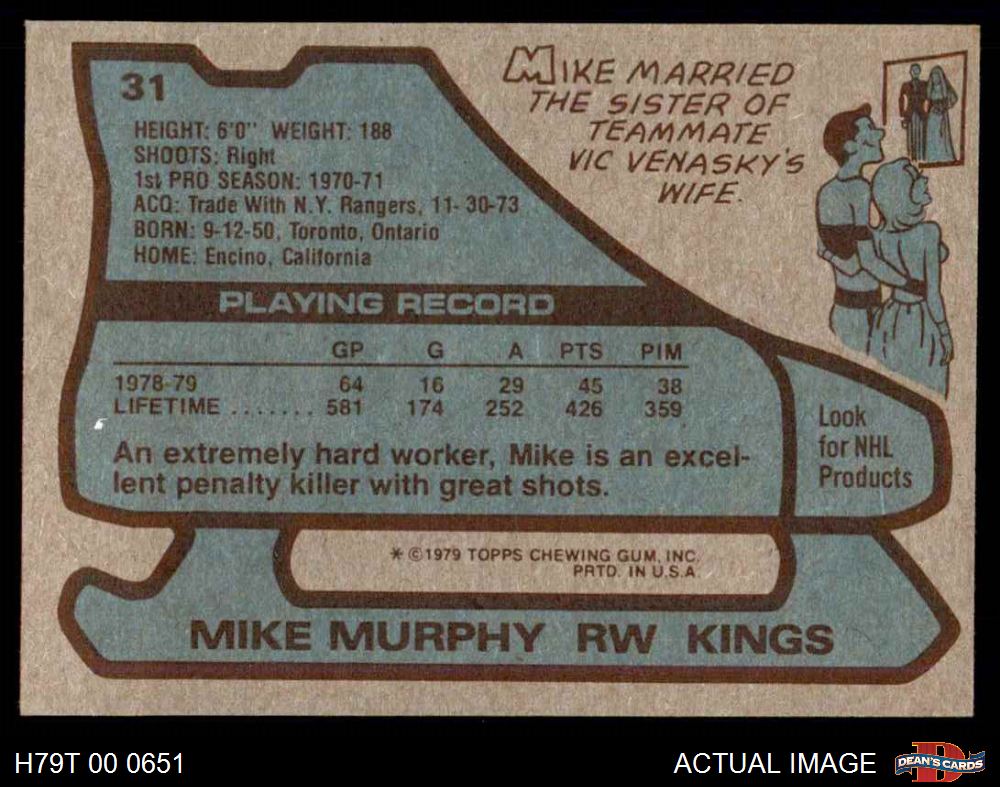 31
HEIGHT: 6'0" WEIGHT: 188
SHOOTS: Right
1st PRO SEASON: 1970-71
ACQ: Trade With N.Y. Rangers, 11-30-73
BORN: 9-12-50, Toronto, Ontario
HOME: Encino, California
MIKE MARRIED
THE SISTER OF
TEAMMATE
VIC VENASKY'S
WIFE.
PLAYING RECORD
GP G A PTS PIM
1978-79 64 16 29 45 38
LIFETIME ....... 581 174 252 426 359
An extremely hard worker, Mike is an excel-
lent penalty killer with great shots.
Look
for NHL
Products
* ©1979 TOPPS CHEWING GUM, INC.
PRTD. IN U.S.A.
MIKE MURPHY RW KINGS
H79T 00 0651
ACTUAL IMAGE
D
DEAN'S CARDS